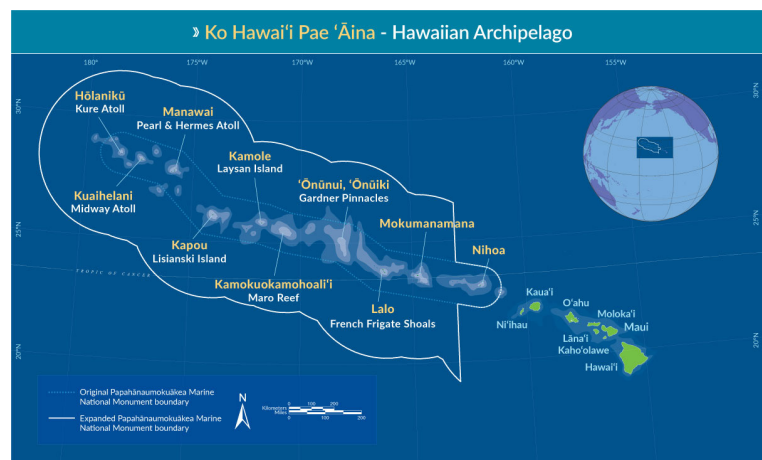 》 Ko Hawaiʻi Pae ʻĀina - Hawaiian Archipelago
180°
175°W
170°W
165°W
160°W
155°W
30°N
30°N
Hōlanikū
Kure Atoll
Manawai
Pearl & Hermes Atoll
Kamole
Laysan Island
ʻŌnūnui, ʻŌnūiki
Gardner Pinnacles
Kuaihelani
Midway Atoll
Mokumanamana
Nihoa
25°N
25°N
Kapou
Lisianski Island
TROPIC OF CANCER
Kamokuokamohoaliʻi
Maro Reef
Lalo
French Frigate Shoals
Kauaʻi
Niʻihau
Oʻahu
Molokaʻi
Maui
Lānaʻi
Kahoʻolawe
Hawaiʻi
20°N
20°N
Original Papahānaumokuākea Marine
National Monument boundary
Expanded Papahānaumokuākea Marine
National Monument boundary
N
0 100 200
Kilometers
Miles
0 100 200